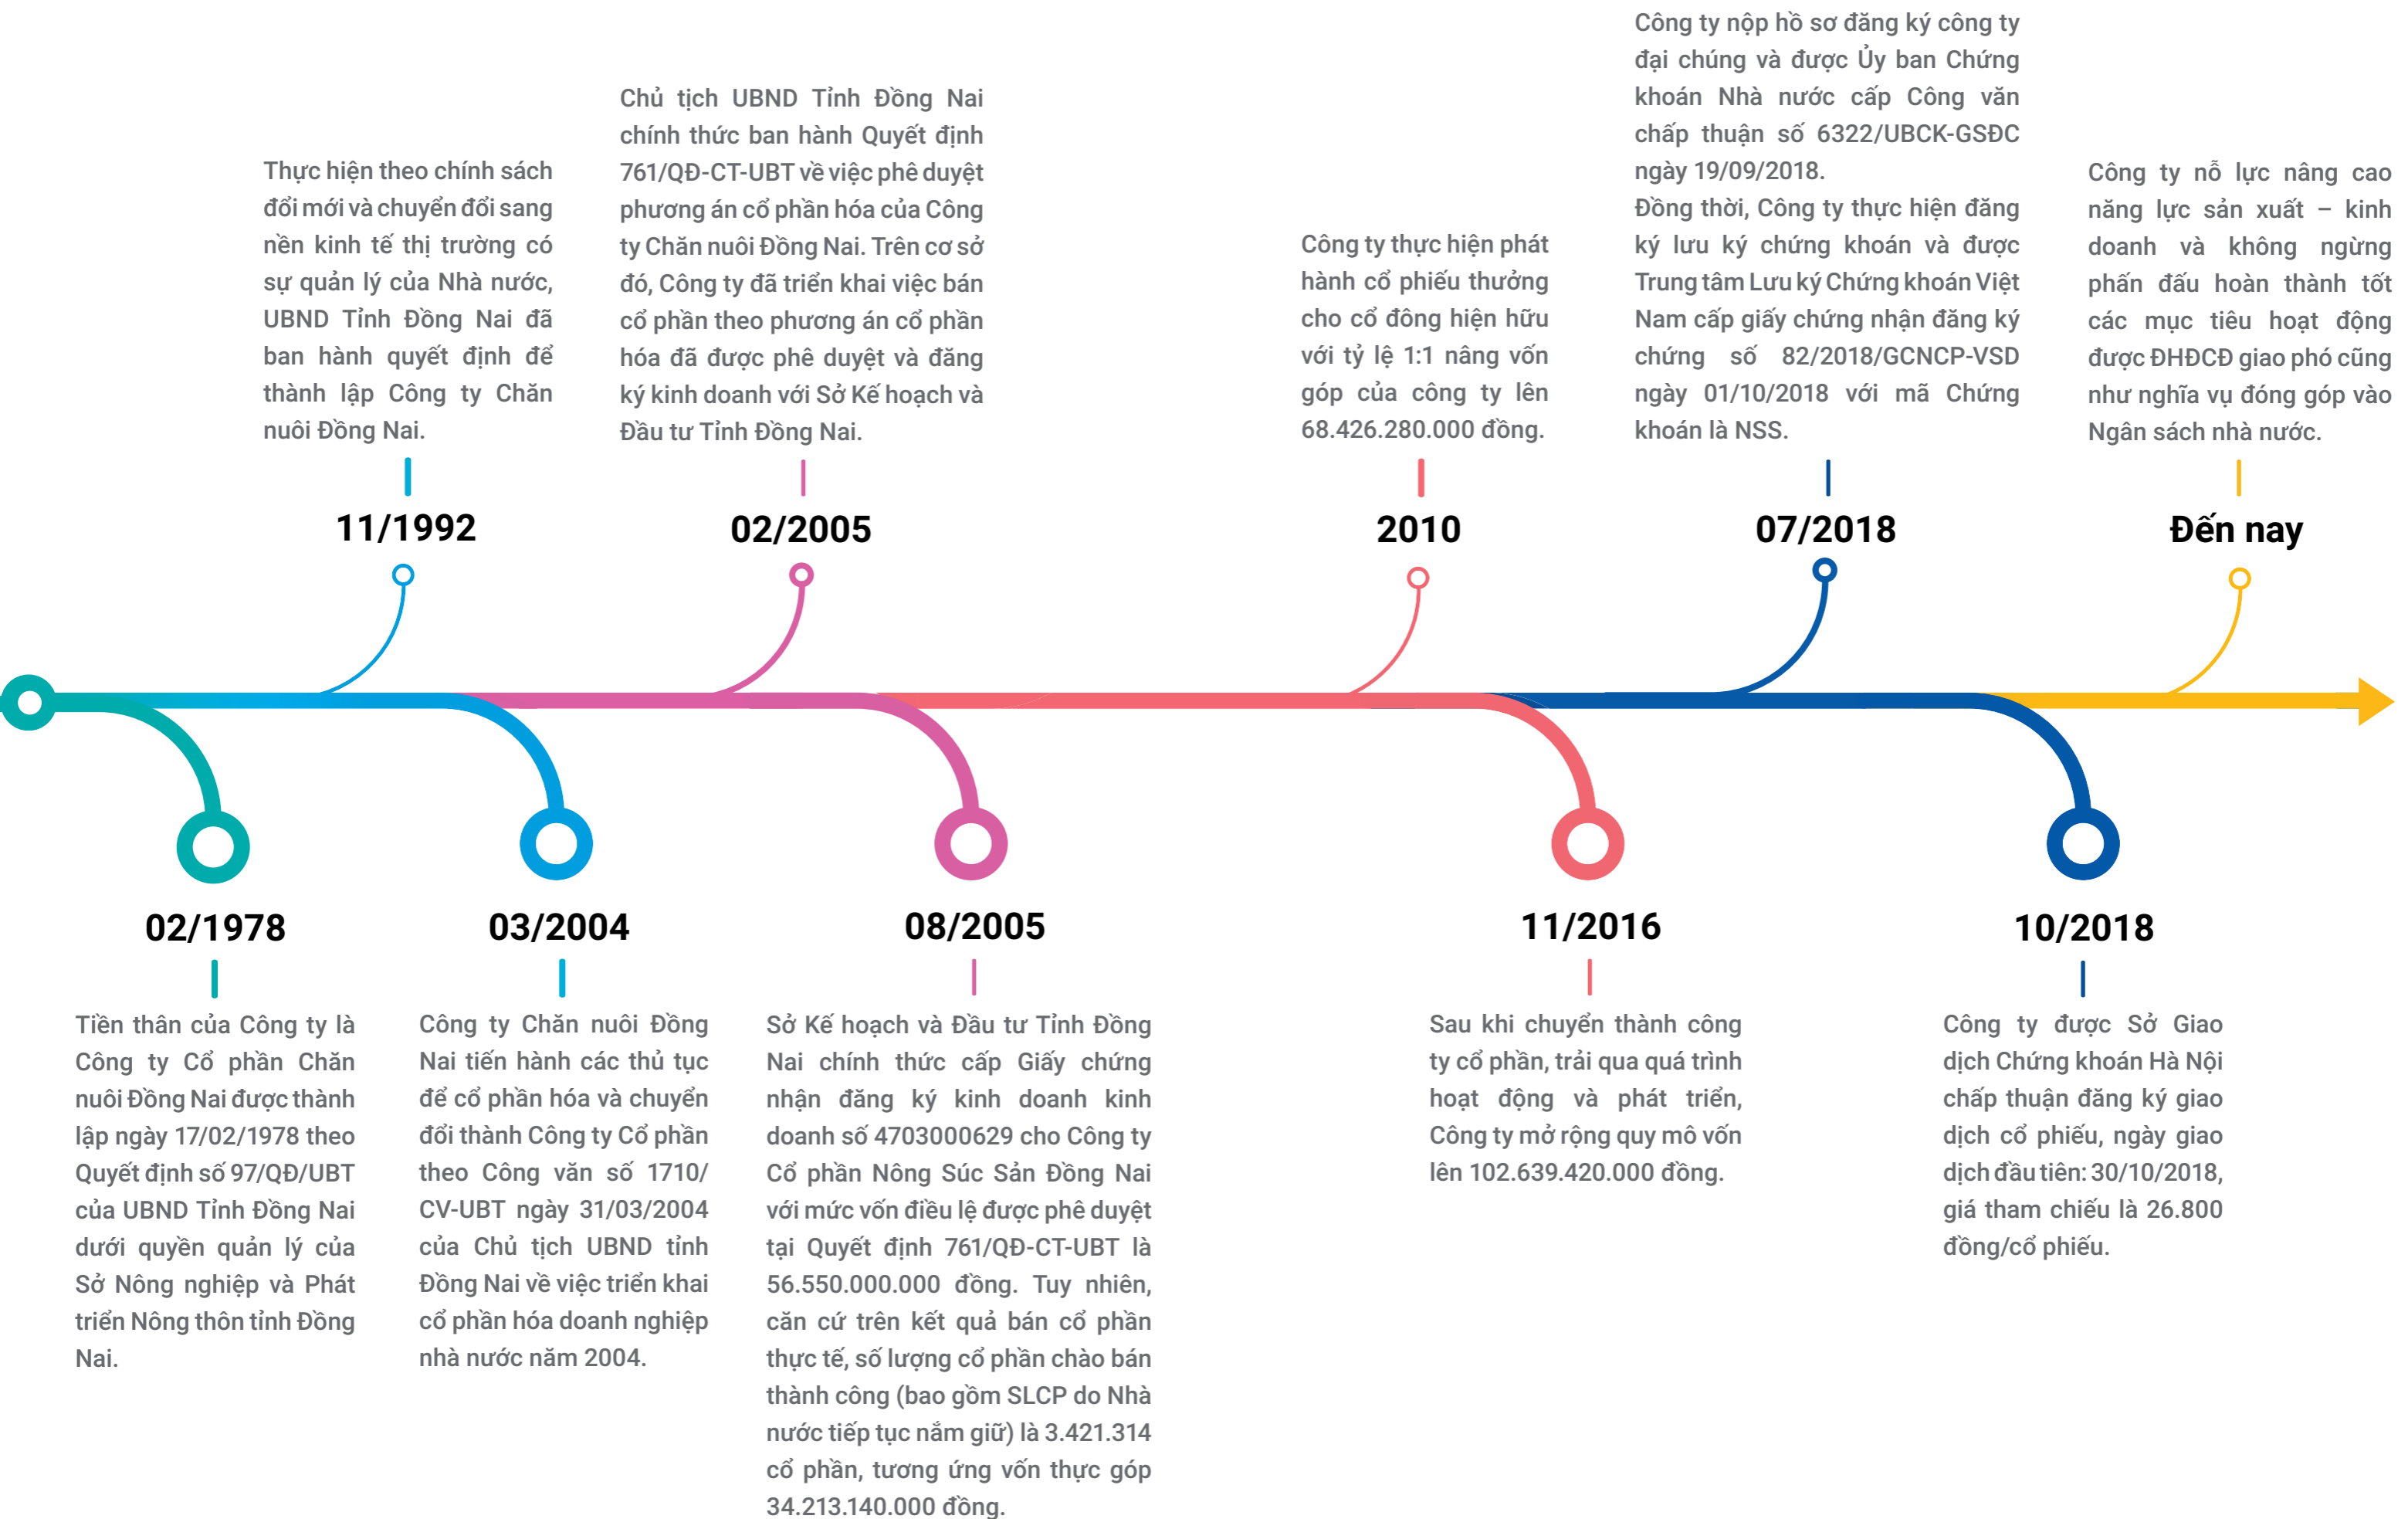 Thực hiện theo chính sách
đổi mới và chuyển đổi sang
nền kinh tế thị trường có
sự quản lý của Nhà nước,
UBND Tỉnh Đồng Nai đã
ban hành quyết định để
thành lập Công ty Chăn
nuôi Đồng Nai.
11/1992
Chủ tịch UBND Tỉnh Đồng Nai
chính thức ban hành Quyết định
761/QĐ-CT-UBT về việc phê duyệt
phương án cổ phần hóa của Công
ty Chăn nuôi Đồng Nai. Trên cơ sở
đó, Công ty đã triển khai việc bán
cổ phần theo phương án cổ phần
hóa đã được phê duyệt và đăng
ký kinh doanh với Sở Kế hoạch và
Đầu tư Tỉnh Đồng Nai.
02/2005
Công ty thực hiện phát
hành cổ phiếu thưởng
cho cổ đông hiện hữu
với tỷ lệ 1:1 nâng vốn
góp của công ty lên
68.426.280.000 đồng.
2010
Công ty nộp hồ sơ đăng ký công ty
đại chúng và được Ủy ban Chứng
khoán Nhà nước cấp Công văn
chấp thuận số 6322/UBCK-GSĐC
ngày 19/09/2018.
Đồng thời, Công ty thực hiện đăng
ký lưu ký chứng khoán và được
Trung tâm Lưu ký Chứng khoán Việt
Nam cấp giấy chứng nhận đăng ký
chứng số 82/2018/GCNCP-VSD
ngày 01/10/2018 với mã Chứng
khoán là NSS.
07/2018
Công ty nỗ lực nâng cao
năng lực sản xuất – kinh
doanh và không ngừng
phấn đấu hoàn thành tốt
các mục tiêu hoạt động
được ĐHĐCĐ giao phó cũng
như nghĩa vụ đóng góp vào
Ngân sách nhà nước.
Đến nay
02/1978
Tiền thân của Công ty là
Công ty Cổ phần Chăn
nuôi Đồng Nai được thành
lập ngày 17/02/1978 theo
Quyết định số 97/QĐ/UBT
của UBND Tỉnh Đồng Nai
dưới quyền quản lý của
Sở Nông nghiệp và Phát
triển Nông thôn tỉnh Đồng
Nai.
03/2004
Công ty Chăn nuôi Đồng
Nai tiến hành các thủ tục
để cổ phần hóa và chuyển
đổi thành Công ty Cổ phần
theo Công văn số 1710/
CV-UBT ngày 31/03/2004
của Chủ tịch UBND tỉnh
Đồng Nai về việc triển khai
cổ phần hóa doanh nghiệp
nhà nước năm 2004.
08/2005
Sở Kế hoạch và Đầu tư Tỉnh Đồng
Nai chính thức cấp Giấy chứng
nhận đăng ký kinh doanh kinh
doanh số 4703000629 cho Công ty
Cổ phần Nông Súc Sản Đồng Nai
với mức vốn điều lệ được phê duyệt
tại Quyết định 761/QĐ-CT-UBT là
56.550.000.000 đồng. Tuy nhiên,
căn cứ trên kết quả bán cổ phần
thực tế, số lượng cổ phần chào bán
thành công (bao gồm SLCP do Nhà
nước tiếp tục nắm giữ) là 3.421.314
cổ phần, tương ứng vốn thực góp
34.213.140.000 đồng.
11/2016
Sau khi chuyển thành công
ty cổ phần, trải qua quá trình
hoạt động và phát triển,
Công ty mở rộng quy mô vốn
lên 102.639.420.000 đồng.
10/2018
Công ty được Sở Giao
dịch Chứng khoán Hà Nội
chấp thuận đăng ký giao
dịch cổ phiếu, ngày giao
dịch đầu tiên: 30/10/2018,
giá tham chiếu là 26.800
đồng/cổ phiếu.